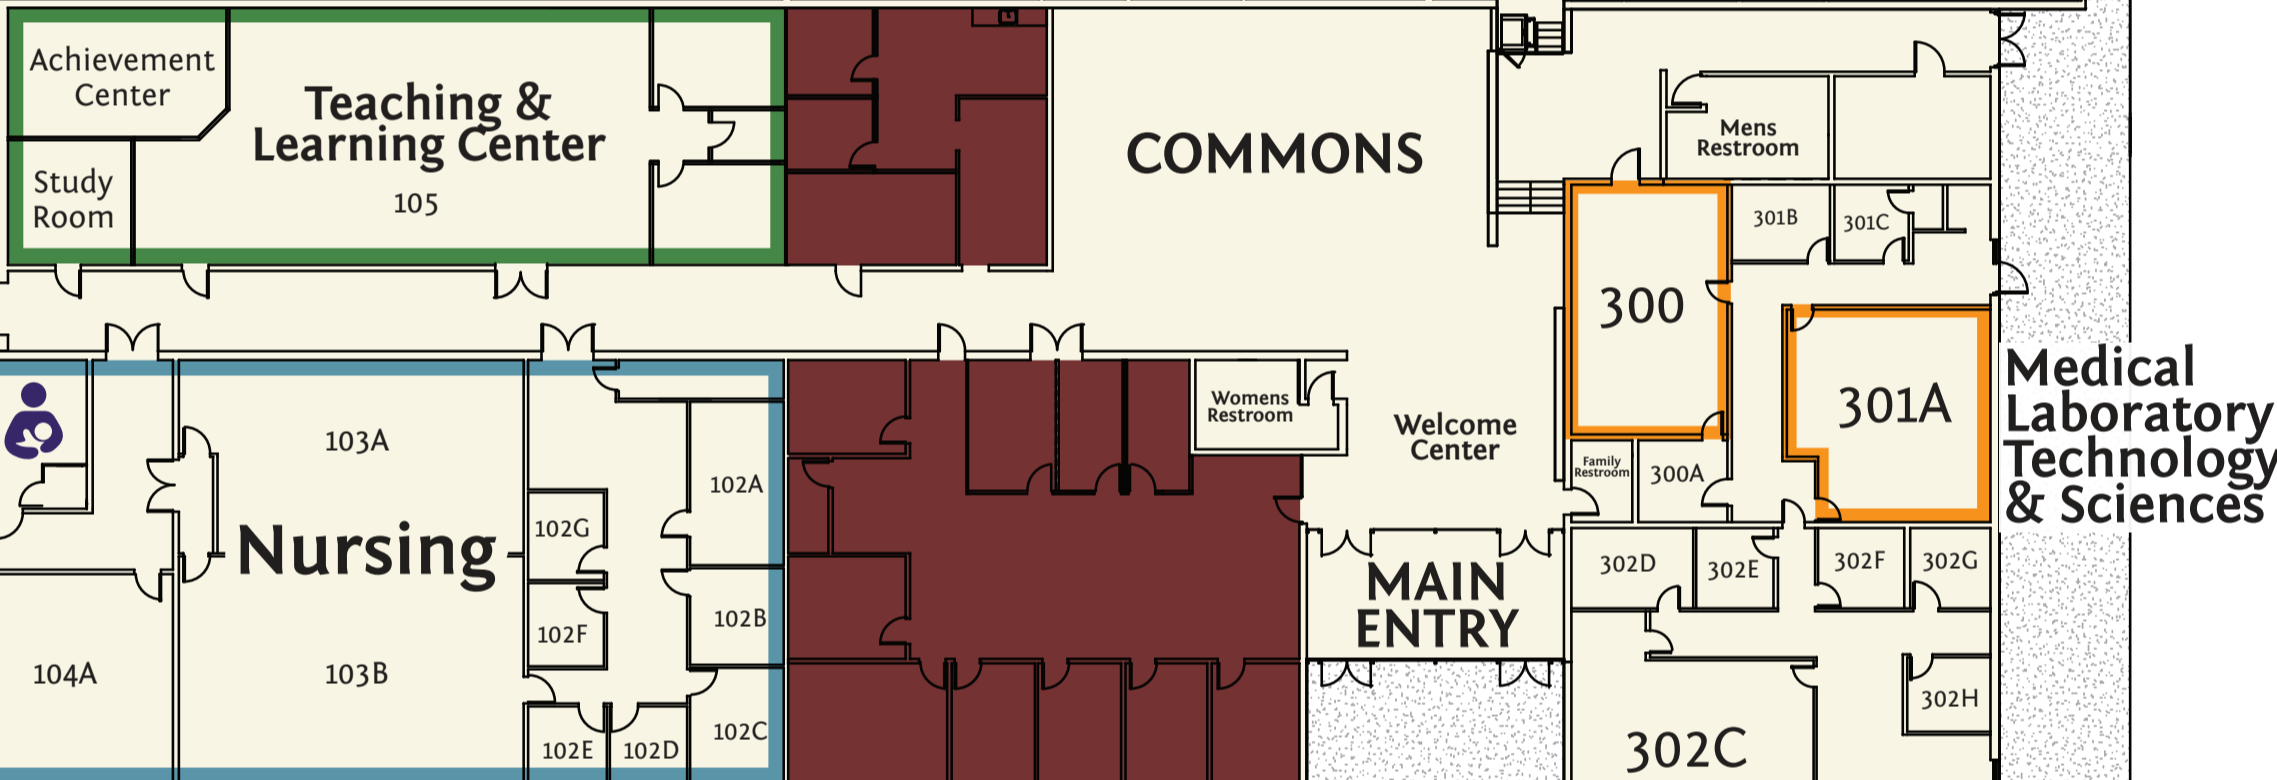 Achievement
Center
Teaching &
Learning Center
105
Study
Room
COMMONS
Mens
Restroom
301B
301C
300
301A
Medical
Laboratory
Technology
& Sciences
Womens
Restroom
Welcome
Center
Family
Restroom
300A
103A
102A
102G
Nursing
102F
102B
104A
103B
102E
102D
102C
MAIN
ENTRY
302D
302E
302F
302G
302H
302C